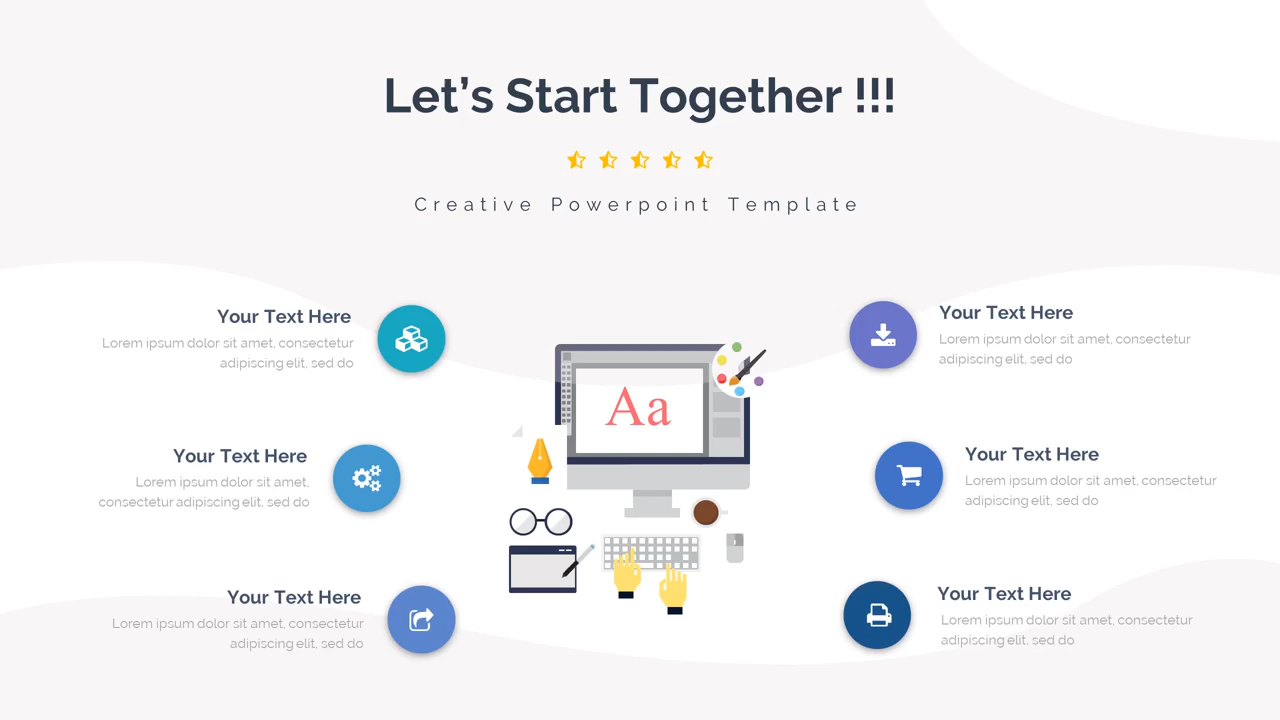 Let's Start Together !!!
Creative Powerpoint Template
Your Text Here
Lorem ipsum dolor sit amet, consectetur
adipiscing elit, sed do
Your Text Here
Lorem ipsum dolor sit amet,
consectetur adipiscing elit, sed do
Your Text Here
Lorem ipsum dolor sit amet, consectetur
adipiscing elit, sed do
Aa
Your Text Here
Lorem ipsum dolor sit amet, consectetur
adipiscing elit, sed do
Your Text Here
Lorem ipsum dolor sit amet, consectetur
adipiscing elit, sed do
Your Text Here
Lorem ipsum dolor sit amet, consectetur
adipiscing elit, sed do